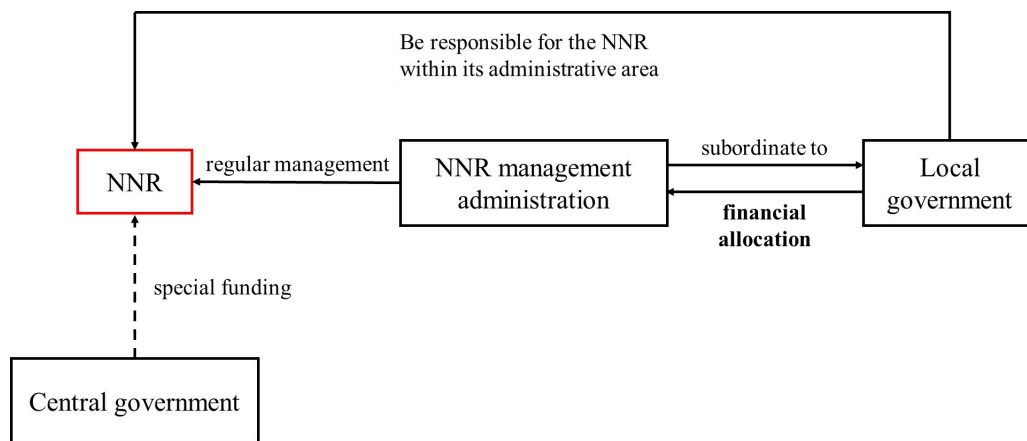 Be responsible for the NNR
within its administrative area
NNR
regular management
NNR management
administration
subordinate to
financial
allocation
Local
government
special funding
Central government